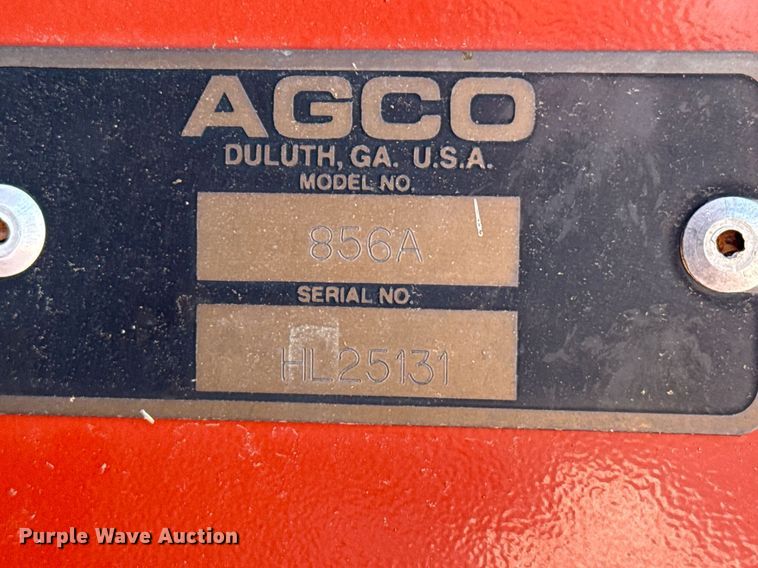 AGCO
DULUTH, GA. U.S.A.
MODEL NO.
856A
SERIAL NO.
HL25131
Purple Wave Auction